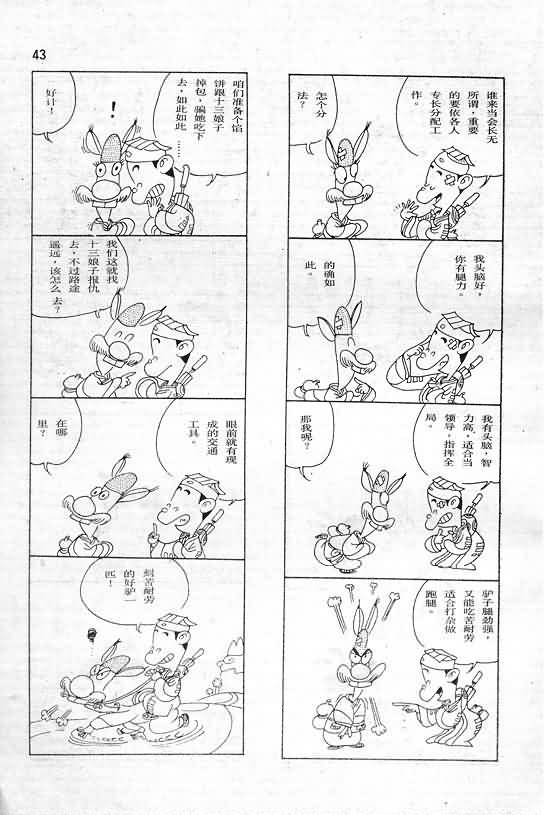 43
谁来当会长无
所谓，重要
的要依各人
专长分配工
作。
怎个分
法？
我头脑好，
你有腿力。
的确如
此。
我有头脑，智
力高，适合当
领导，指挥全
局。
那我呢？
驴子腿劲强，
又能吃苦耐劳
适合打杂做
跑腿。
咱们准备个馅
饼跟十三娘子
掉包，骗她吃下
去，如此如此……
！
好计！
我们这就找
十三娘子报仇
去，不过路途
遥远，该怎么去？
眼前就有现
成的交通
工具。
在哪
里？
刻苦耐劳
的好驴一
匹！